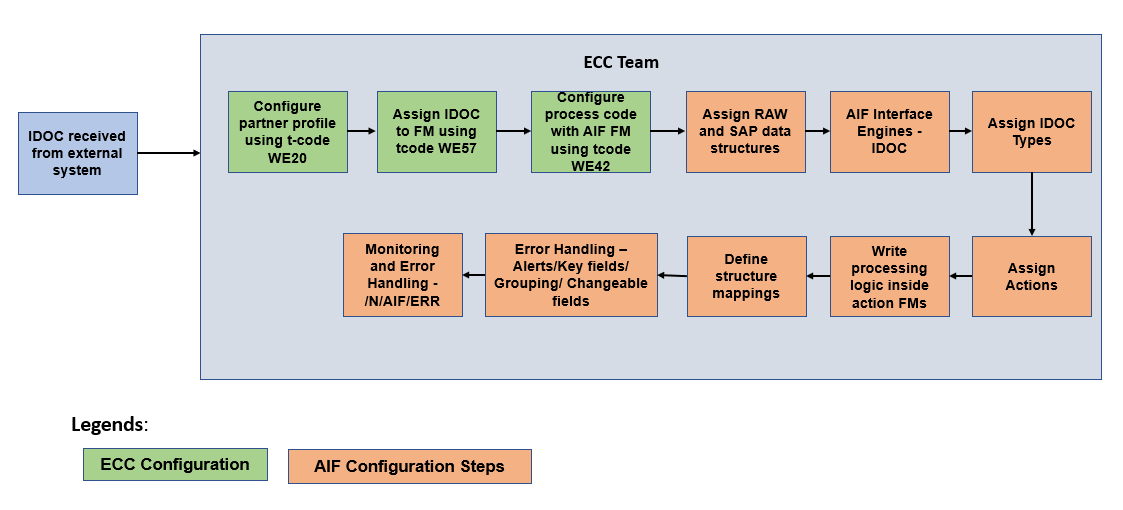 ECC Team
IDOC received
from external
system
Configure
partner profile
using t-code
WE20
Assign IDOC
to FM using
tcode WE57
Configure
process code
with AIF FM
using tcode
WE42
Assign RAW
and SAP data
structures
AIF Interface
Engines -
IDOC
Assign IDOC
Types
Assign
Actions
Write
processing
logic inside
action FMs
Define
structure
mappings
Error Handling –
Alerts/Key fields/
Grouping/ Changeable
fields
Monitoring
and Error
Handling -
/N/AIF/ERR
Legends:
ECC Configuration
AIF Configuration Steps